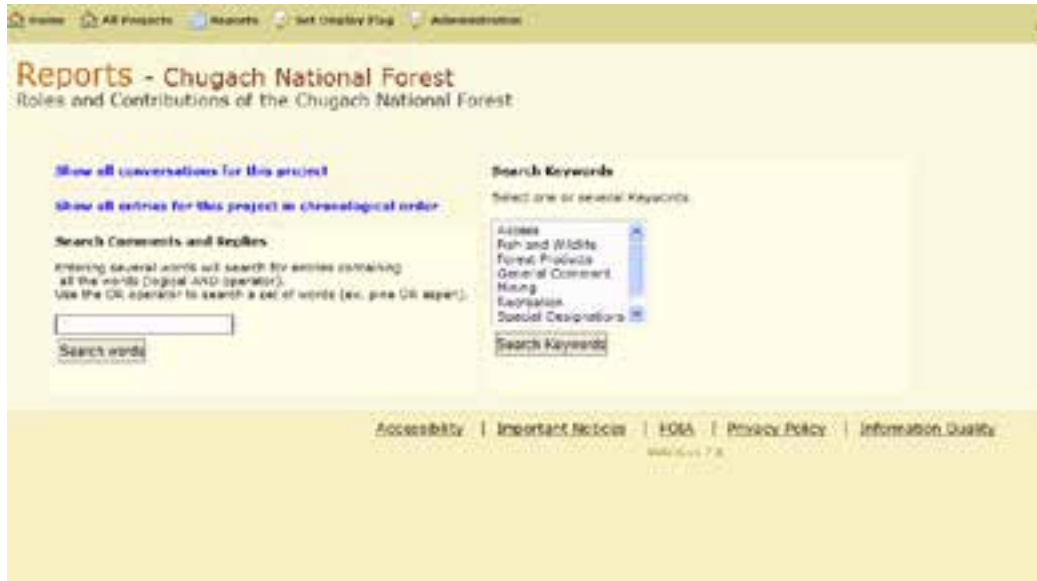 Home All Projects Reports Set Display Flag Administration
Reports - Chugach National Forest
Roles and Contributions of the Chugach National Forest
Show all conversations for this project
Show all entries for this project in chronological order
Search Comments and Replies
Entering several words will search for entries containing
all the words (logical AND operator).
Use the OR operator to search a set of words (ex. pine OR aspen).
Search words
Search Keywords
Select one or several Keywords
Access
Fish and Wildlife
Forest Products
General Comment
Mining
Recreation
Special Designations
Search Keywords
Accessibility | Important Notices | FOIA | Privacy Policy | Information Quality